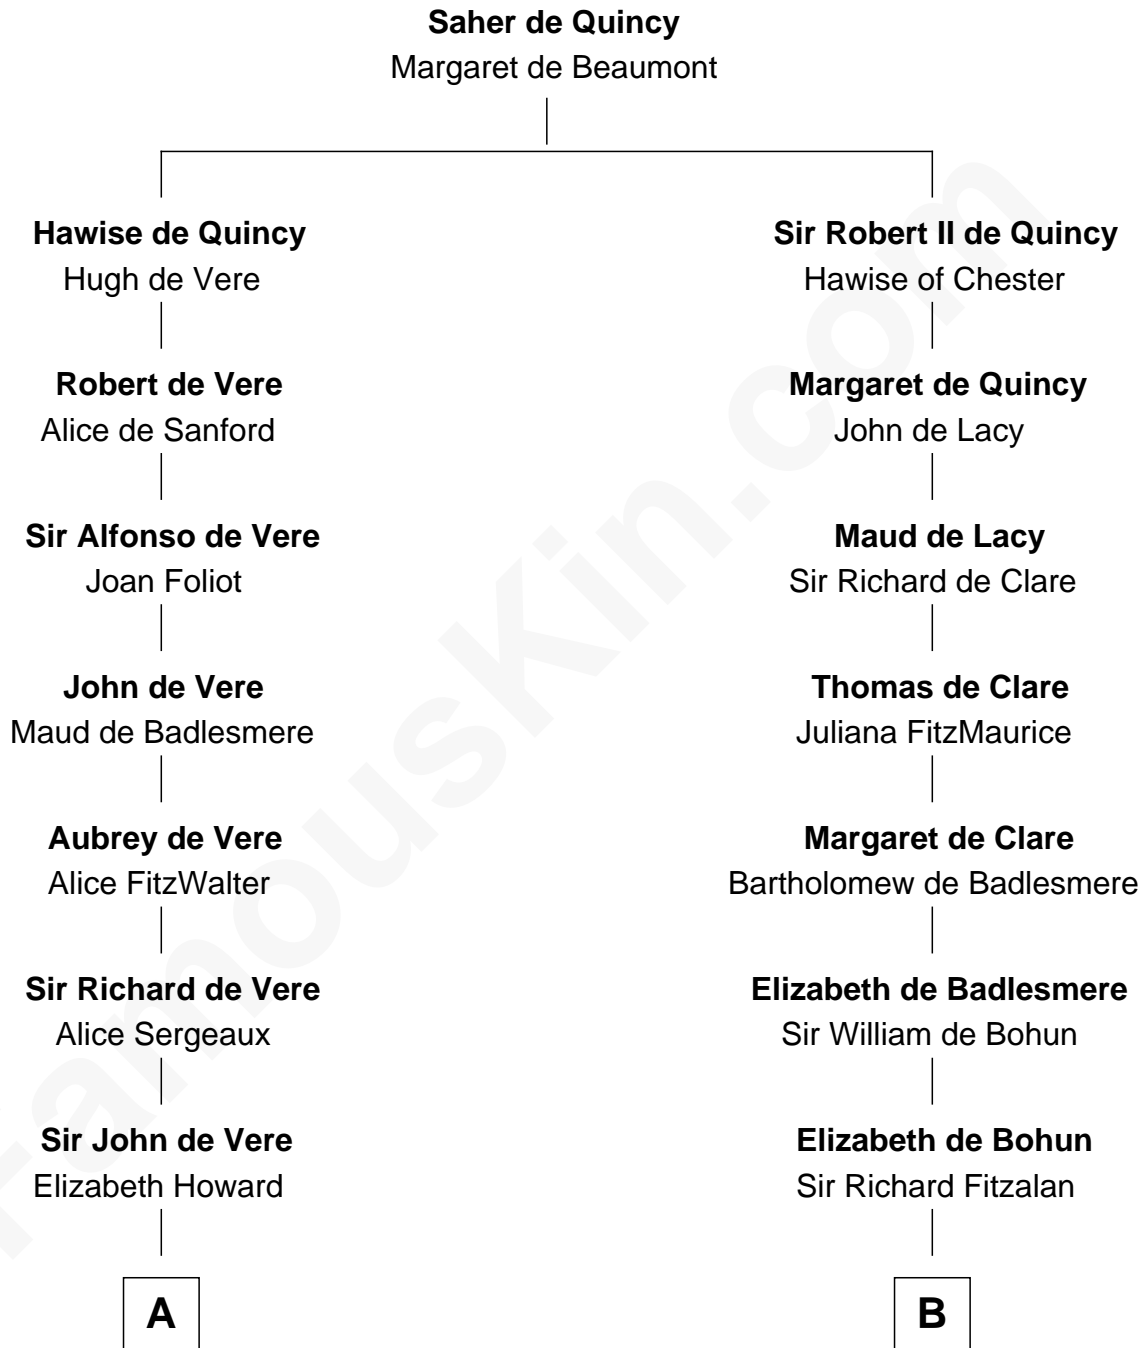 Saher de Quincy
Margaret de Beaumont
Hawise de Quincy
Hugh de Vere
Sir Robert II de Quincy
Hawise of Chester
Robert de Vere
Alice de Sanford
Margaret de Quincy
John de Lacy
Sir Alfonso de Vere
Joan Foliot
Maud de Lacy
Sir Richard de Clare
John de Vere
Maud de Badlesmere
Thomas de Clare
Juliana FitzMaurice
Aubrey de Vere
Alice FitzWalter
Margaret de Clare
Bartholomew de Badlesmere
Sir Richard de Vere
Alice Sergeaux
Elizabeth de Badlesmere
Sir William de Bohun
Sir John de Vere
Elizabeth Howard
Elizabeth de Bohun
Sir Richard Fitzalan
A
B
FamousKin.com